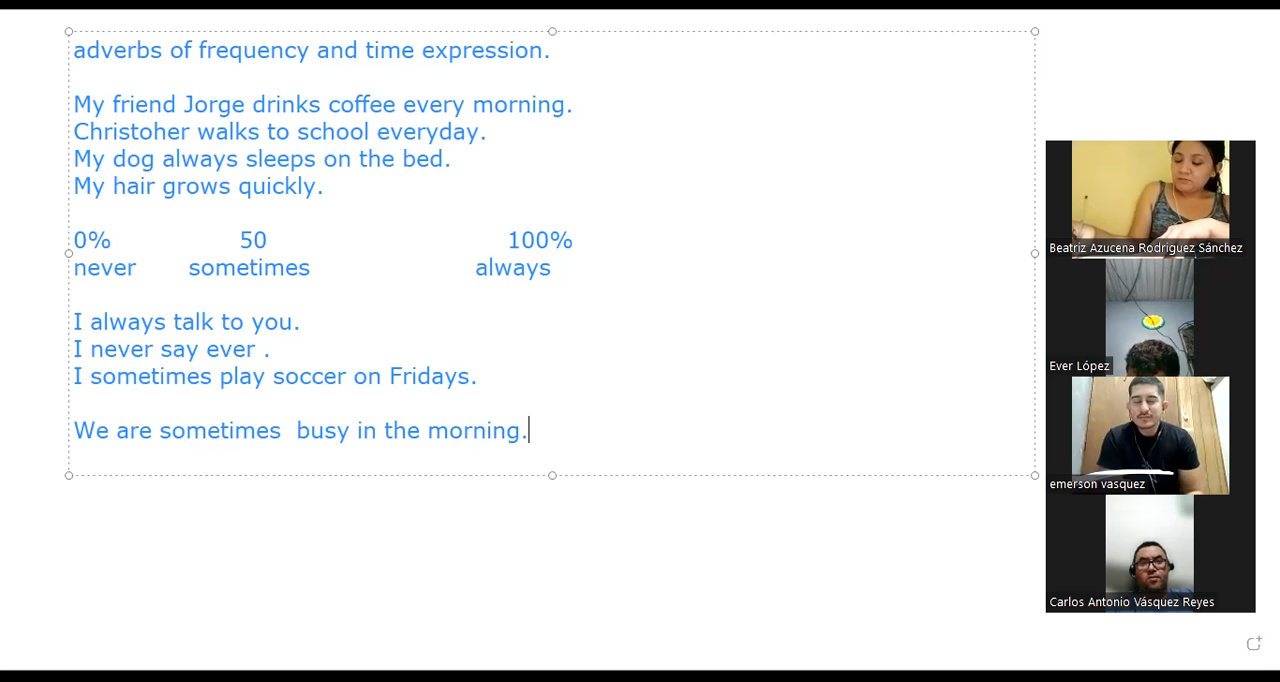 adverbs of frequency and time expression.
My friend Jorge drinks coffee every morning.
Christoher walks to school everyday.
My dog always sleeps on the bed.
My hair grows quickly.
0% 50 100%
never sometimes always
I always talk to you.
I never say ever .
I sometimes play soccer on Fridays.
We are sometimes  busy in the morning.
Beatriz Azucena Rodriguez Sánchez
Ever López
emerson vasquez
Carlos Antonio Vásquez Reyes